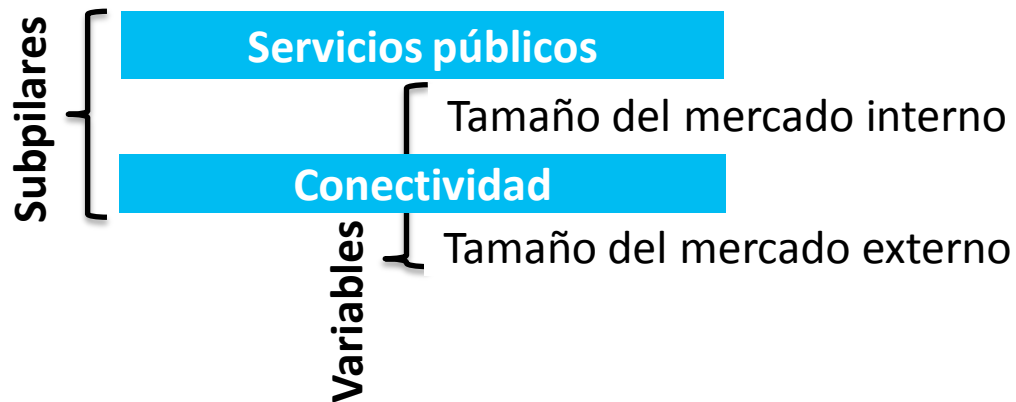 Subpilares
Servicios públicos
Tamaño del mercado interno
Conectividad
Variables
Tamaño del mercado externo